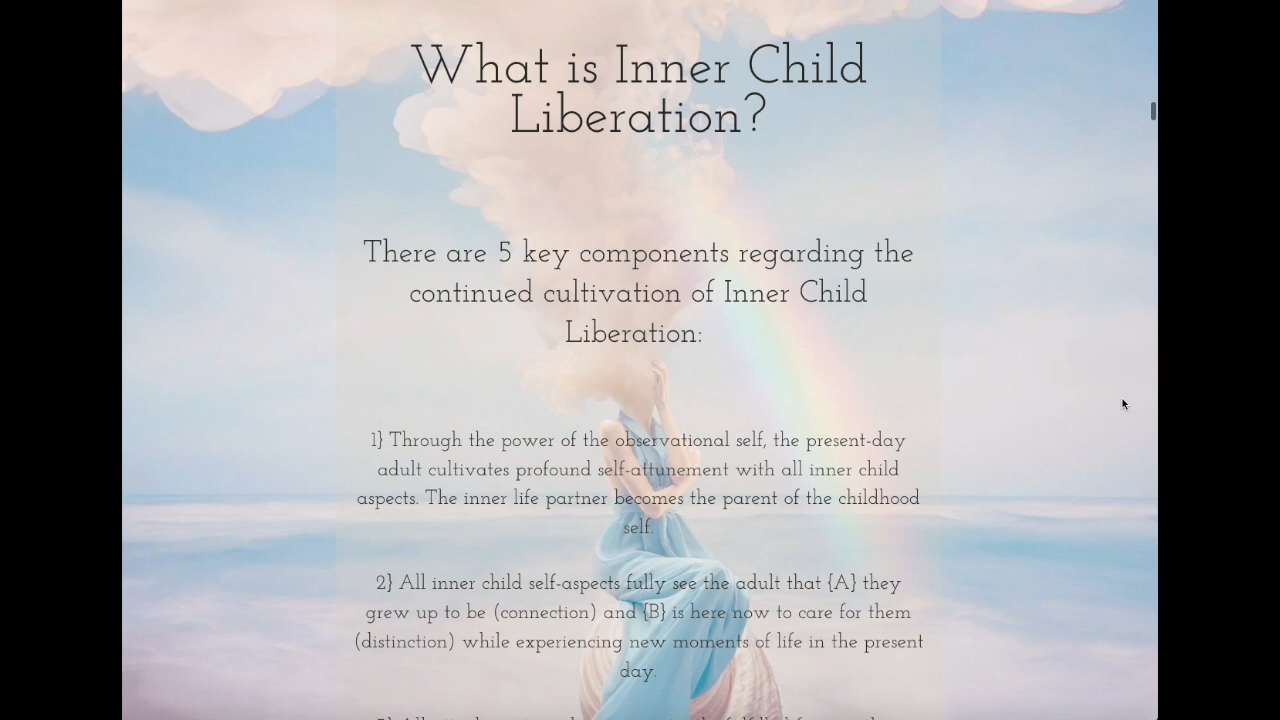 What is Inner Child
Liberation?
There are 5 key components regarding the
continued cultivation of Inner Child
Liberation:
1} Through the power of the observational self, the present-day
adult cultivates profound self-attunement with all inner child
aspects. The inner life partner becomes the parent of the childhood
self.
2} All inner child self-aspects fully see the adult that {A} they
grew up to be (connection) and {B} is here now to care for them
(distinction) while experiencing new moments of life in the present
day.